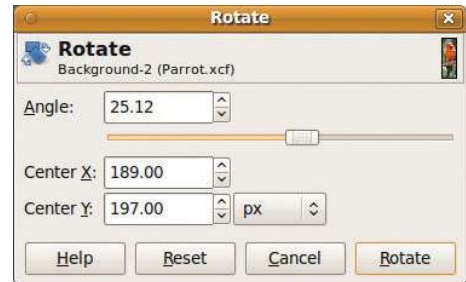 Rotate
Rotate
Background-2 (Parrot.xcf)
Angle: 25.12
Center X: 189.00
Center Y: 197.00 px
Help Reset Cancel Rotate